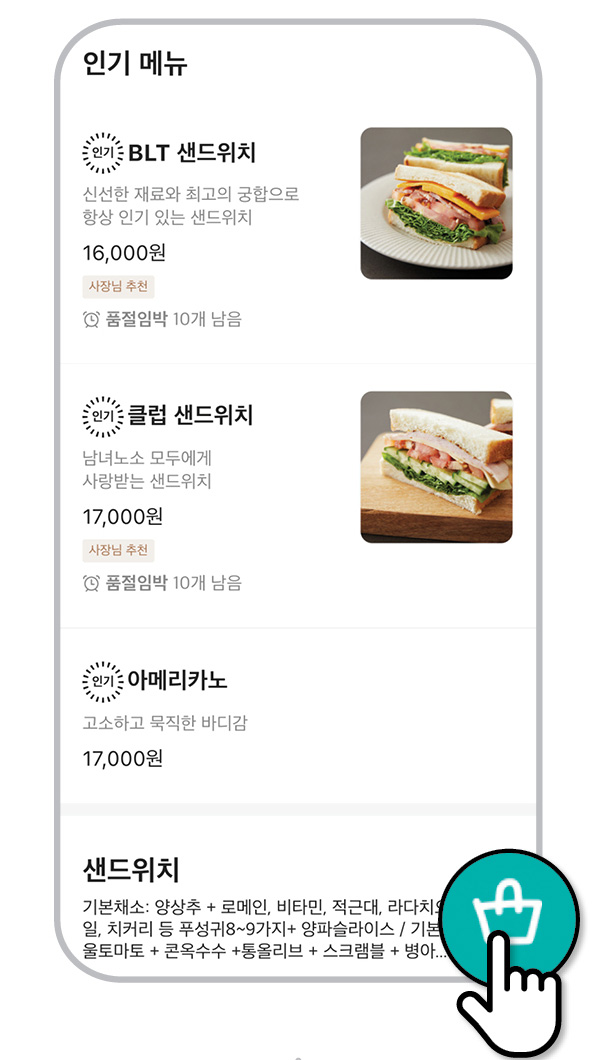 인기 메뉴
인기 BLT 샌드위치
신선한 재료와 최고의 궁합으로
항상 인기 있는 샌드위치
16,000원
사장님 추천
품절임박 10개 남음
인기 클럽 샌드위치
남녀노소 모두에게
사랑받는 샌드위치
17,000원
사장님 추천
품절임박 10개 남음
인기 아메리카노
고소하고 묵직한 바디감
17,000원
샌드위치
기본채소: 양상추 + 로메인, 비타민, 적근대, 라다치오
일, 치커리 등 푸성귀8~9가지+ 양파슬라이스 / 기본
울토마토 + 콘옥수수 +통올리브 + 스크램블 + 병아...